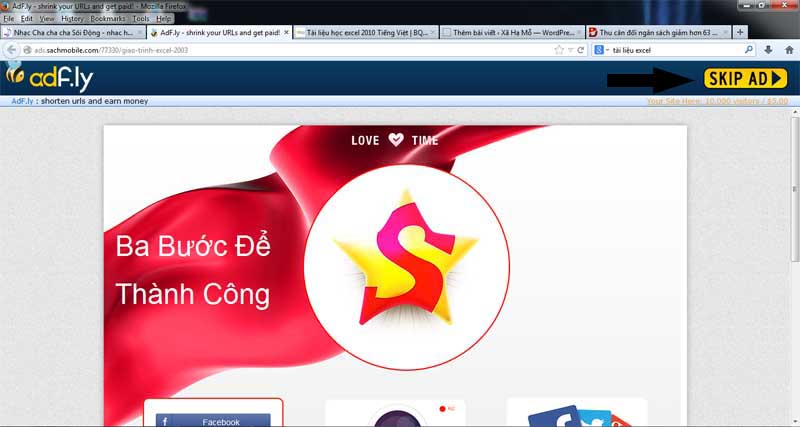 AdF.ly - shrink your URLs and get paid! - Mozilla Firefox
File Edit View History Bookmarks Tools Help
Nhạc Cha cha cha Sôi Động - nhac h...
AdF.ly - shrink your URLs and get paid!
Tài liệu học excel 2010 Tiếng Việt | BQ...
Thêm bài viết ‹ Xã Hạ Mỗ — WordPre...
Thu cân đối ngân sách giảm hơn 63 ...
ads.sachmobile.com/77330/giao-trinh-excel-2003
tài liệu excel
adF.ly
SKIP AD
AdF.ly : shorten urls and earn money
Your Site Here: 10,000 visitors / $5.00
LOVE TIME
S
Ba Bước Để
Thành Công
f Facebook
REC